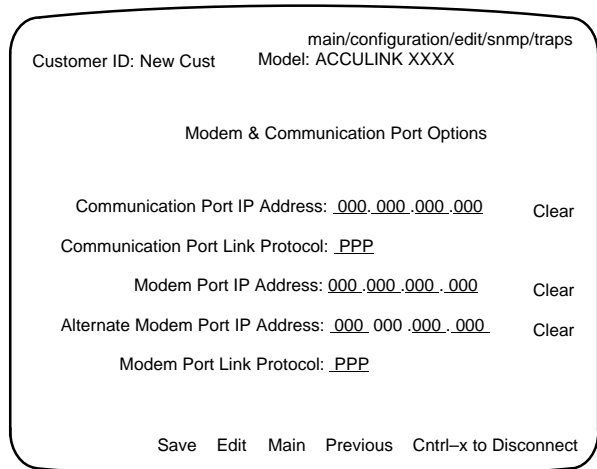 main/configuration/edit/snmp/traps
Customer ID: New Cust Model: ACCULINK XXXX
Modem & Communication Port Options
Communication Port IP Address: 000. 000 .000 .000 Clear
Communication Port Link Protocol: PPP
Modem Port IP Address: 000 .000 .000 . 000 Clear
Alternate Modem Port IP Address: 000 000 .000 . 000 Clear
Modem Port Link Protocol: PPP
Save Edit Main Previous Cntrl–x to Disconnect